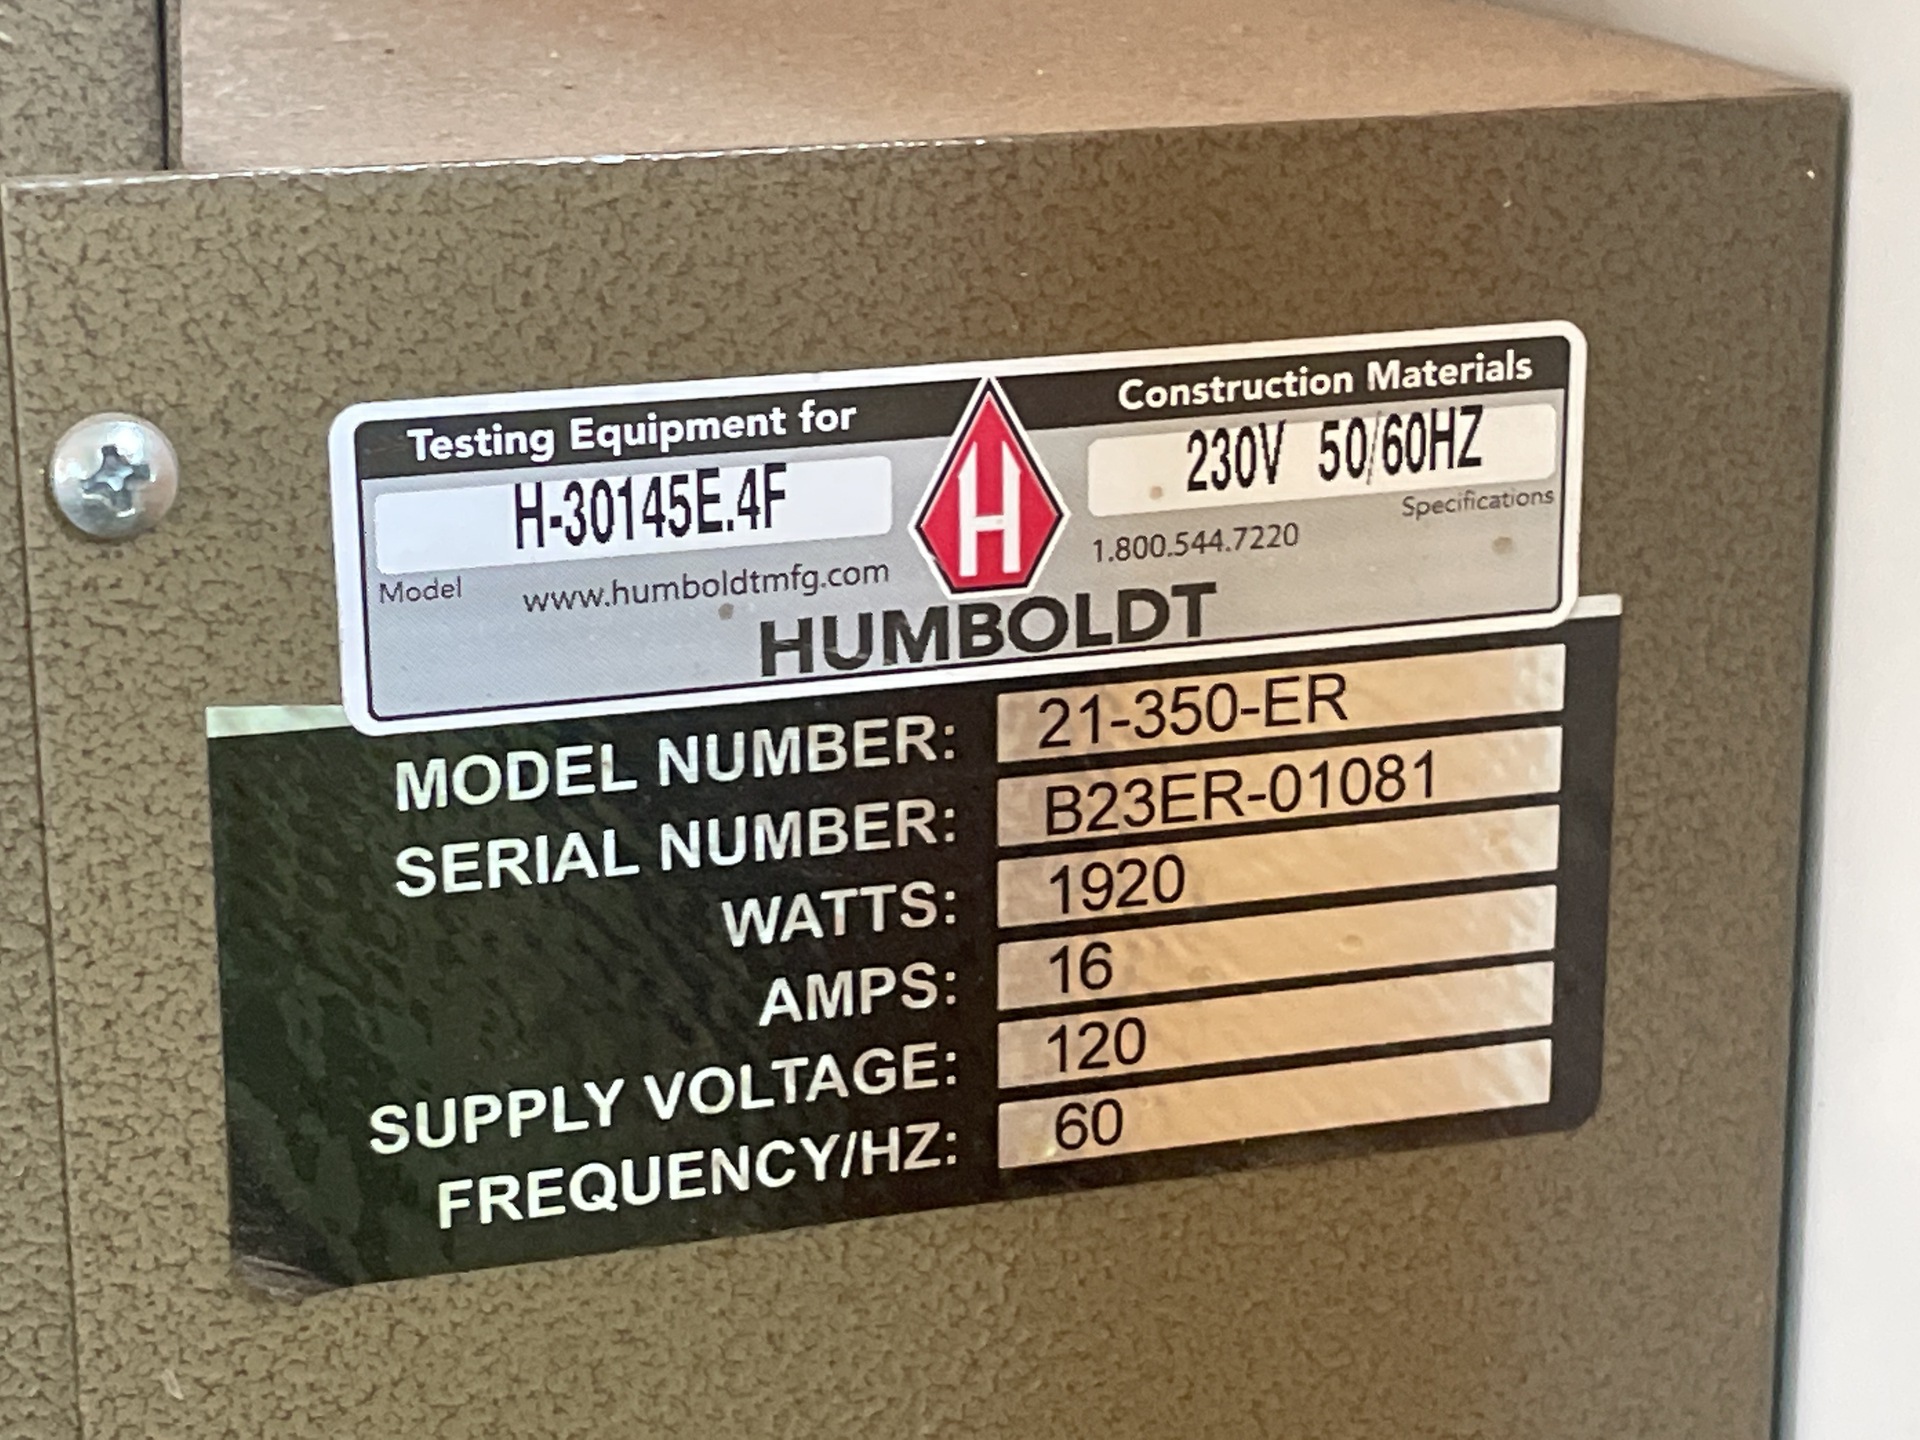 Testing Equipment for
Construction Materials
H-30145E.4F
230V 50/60HZ
Model
www.humboldtmfg.com
H
1.800.544.7220
Specifications
HUMBOLDT
MODEL NUMBER: 21-350-ER
SERIAL NUMBER: B23ER-01081
WATTS: 1920
AMPS: 16
SUPPLY VOLTAGE: 120
FREQUENCY/HZ: 60